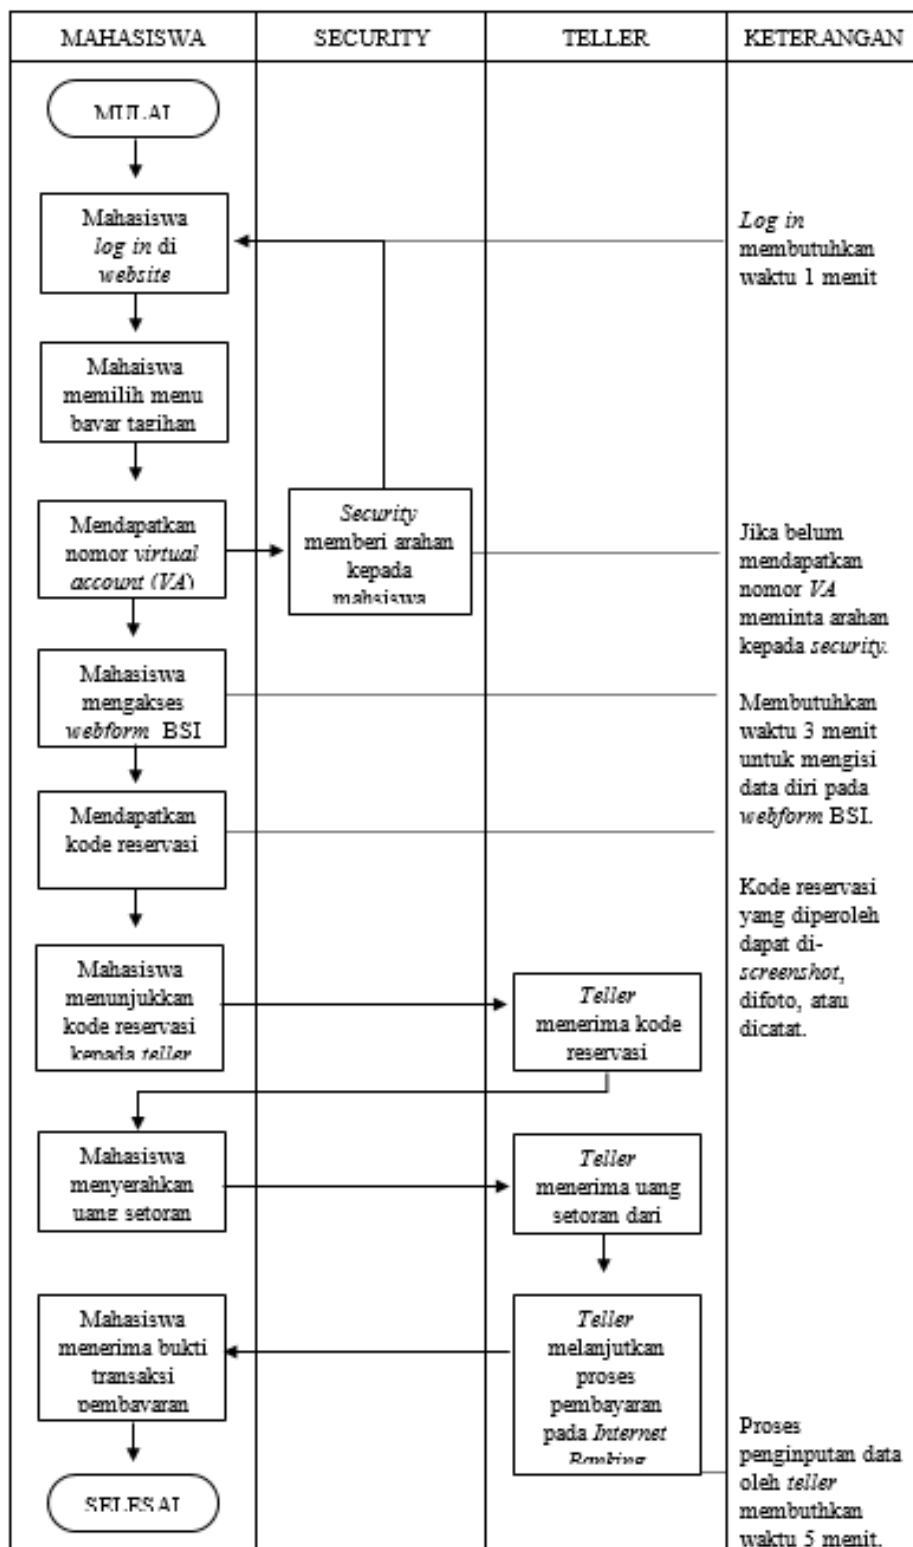 MAHASISWA
SECURITY
TELLER
KETERANGAN
MULAI
Mahasiswa
log in di
website
Log in
membutuhkan
waktu 1 menit
Mahaiswa
memilih menu
bayar tagihan
Mendapatkan
nomor virtual
account (VA)
Security
memberi arahan
kepada
mahsiswa
Jika belum
mendapatkan
nomor VA
meminta arahan
kepada security.
Mahasiswa
mengakses
webform BSI
Membutuhkan
waktu 3 menit
untuk mengisi
data diri pada
webform BSI.
Mendapatkan
kode reservasi
Kode reservasi
yang diperoleh
dapat di-
screenshot,
difoto, atau
dicatat.
Mahasiswa
menunjukkan
kode reservasi
kepada teller
Teller
menerima kode
reservasi
Mahasiswa
menyerahkan
uang setoran
Teller
menerima uang
setoran dari
Mahasiswa
menerima bukti
transaksi
pembayaran
Teller
melanjutkan
proses
pembayaran
pada Internet
Banking
Proses
penginputan data
oleh teller
membuthkan
waktu 5 menit.
SELESAI